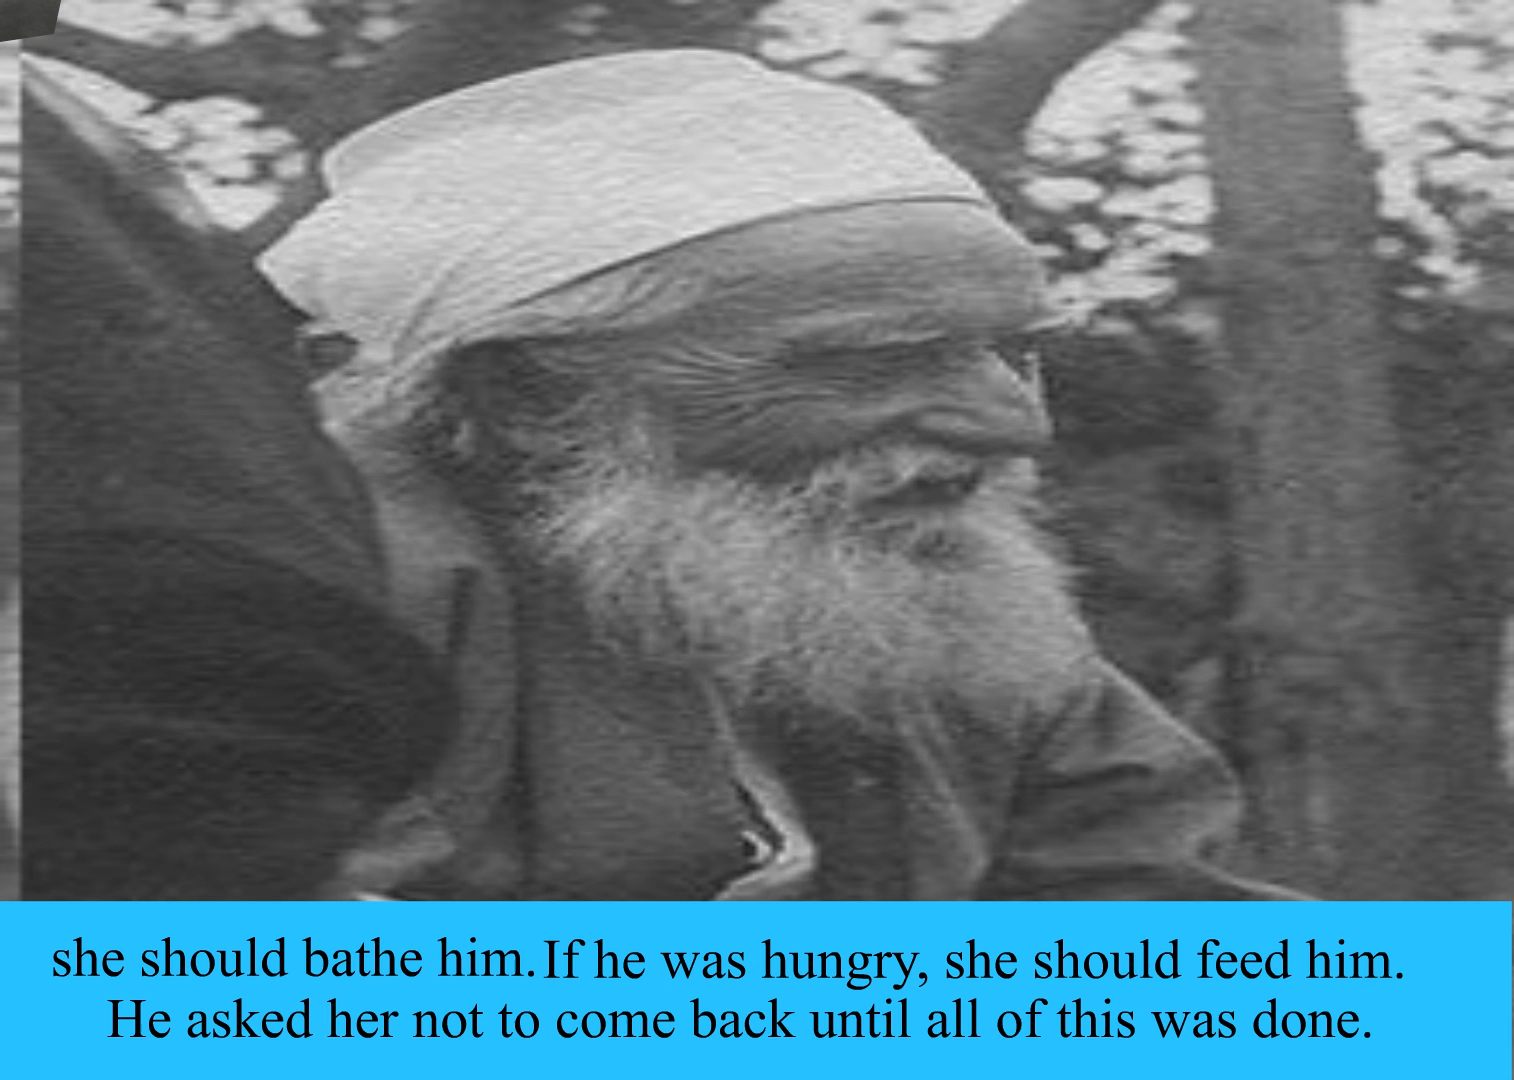 she should bathe him. If he was hungry, she should feed him.
He asked her not to come back until all of this was done.